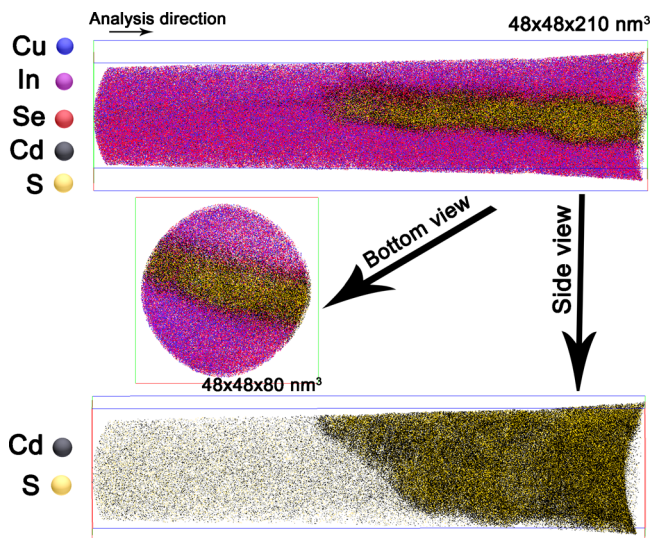 Analysis direction
48x48x210 nm³
Cu
In
Se
Cd
S
Bottom view
Side view
48x48x80 nm³
Cd
S